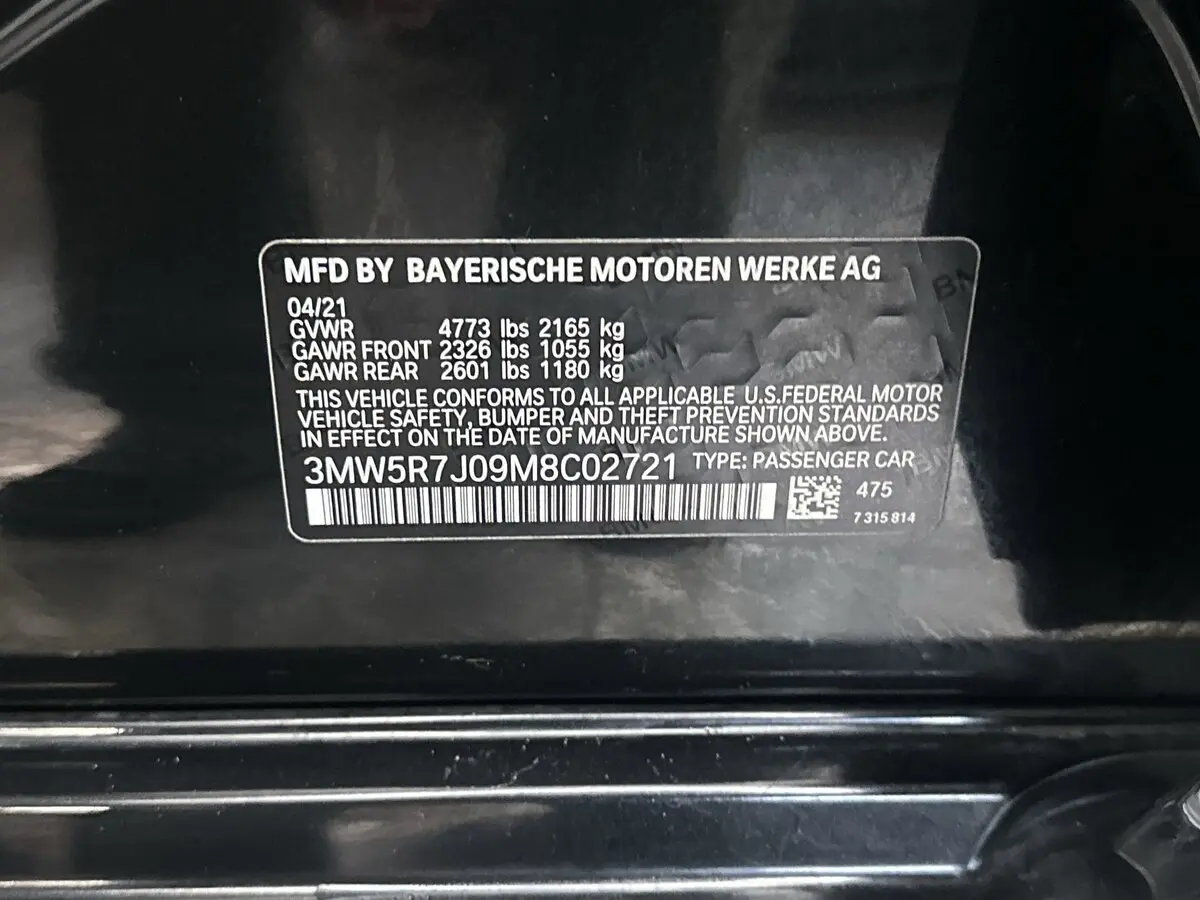 MFD BY BAYERISCHE MOTOREN WERKE AG
04/21
GVWR 4773 lbs 2165 kg
GAWR FRONT 2326 lbs 1055 kg
GAWR REAR 2601 lbs 1180 kg
THIS VEHICLE CONFORMS TO ALL APPLICABLE U.S.FEDERAL MOTOR
VEHICLE SAFETY, BUMPER AND THEFT PREVENTION STANDARDS
IN EFFECT ON THE DATE OF MANUFACTURE SHOWN ABOVE.
3MW5R7J09M8C02721 TYPE: PASSENGER CAR
475
7 315 814